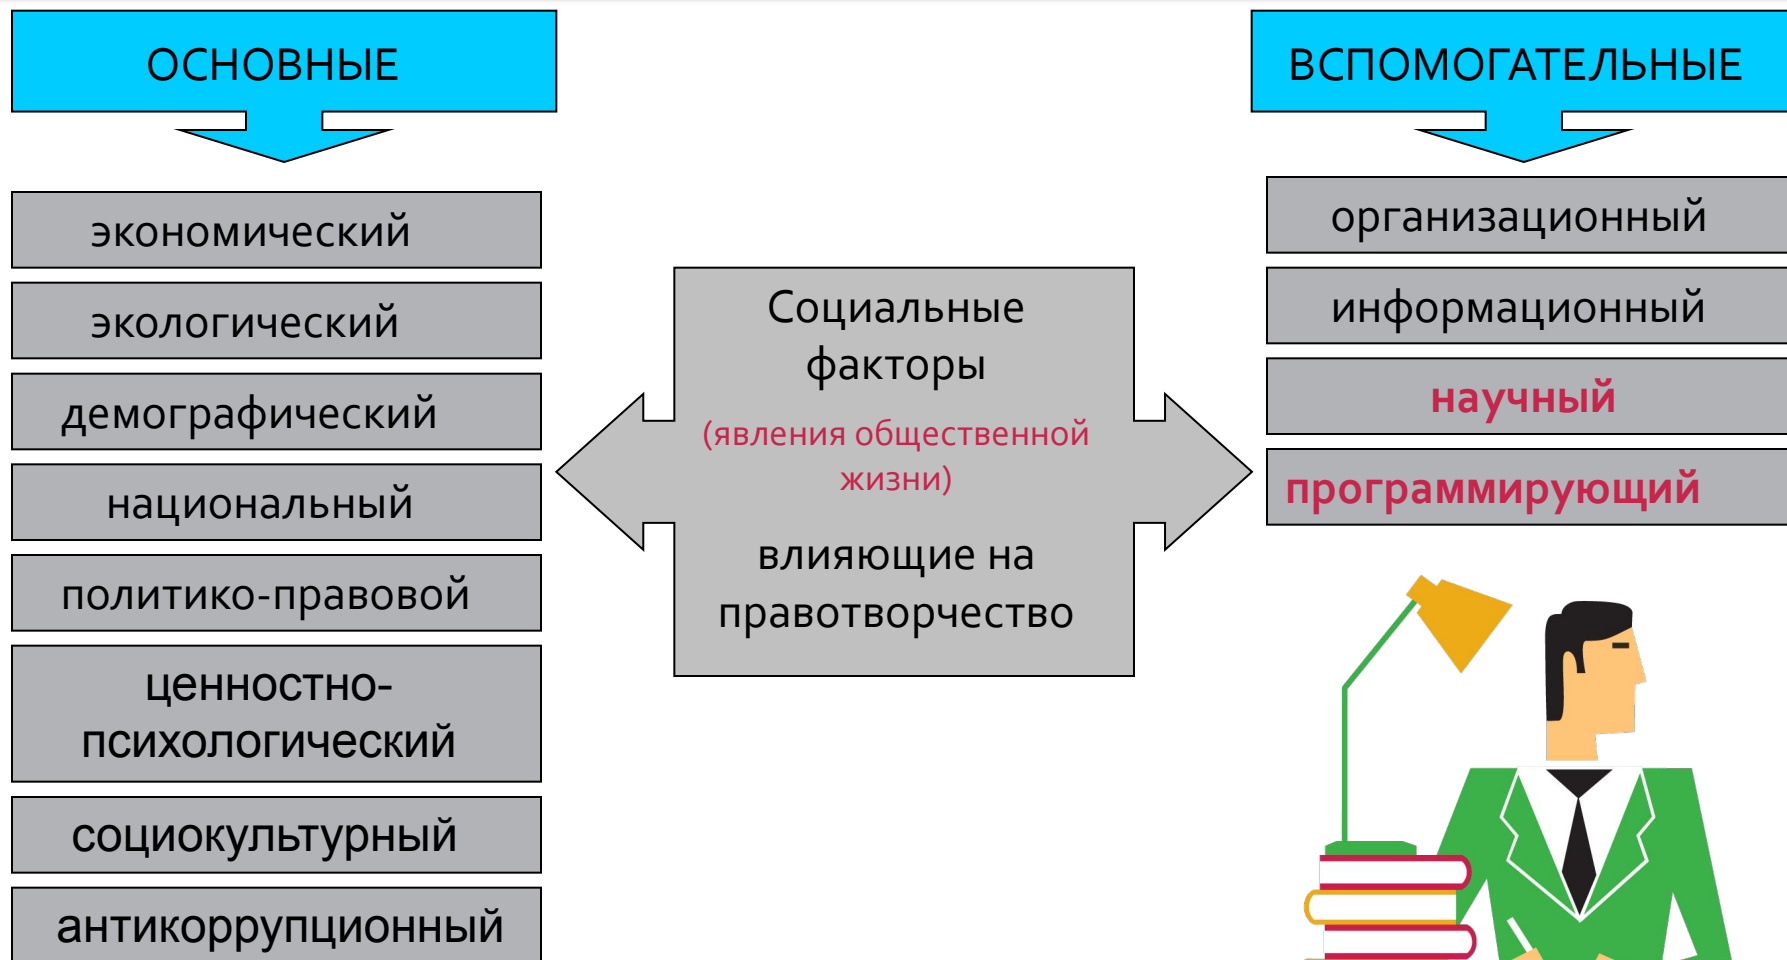 ОСНОВНЫЕ
экономический
экологический
демографический
национальный
политико-правовой
ценностно-
психологический
социокультурный
антикоррупционный
Социальные
факторы
(явления общественной
жизни)
влияющие на
правотворчество
ВСПОМОГАТЕЛЬНЫЕ
организационный
информационный
научный
программирующий